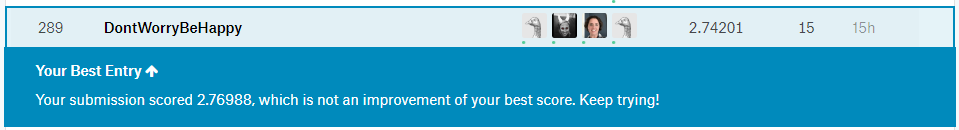 289 DontWorryBeHappy 2.74201 15 15h
Your Best Entry
Your submission scored 2.76988, which is not an improvement of your best score. Keep trying!